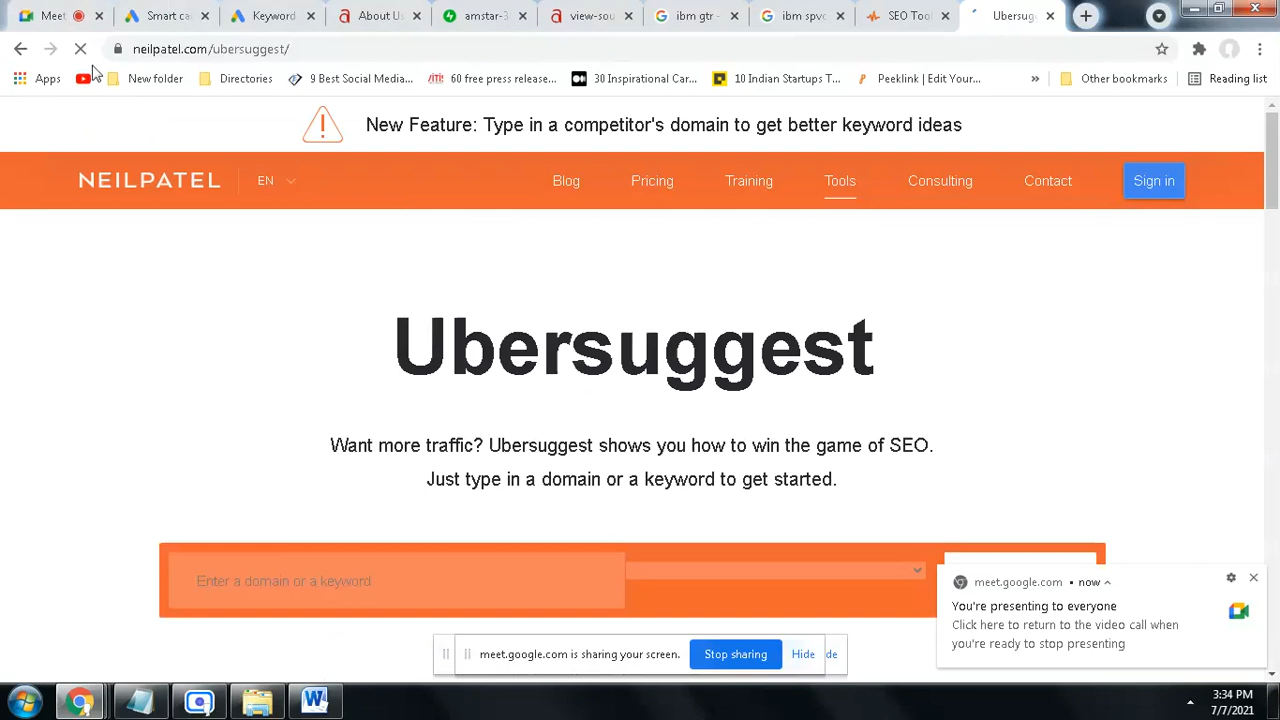 Meet
Smart ca
Keyword
About U
amster
view-sou
ibm gtr -
ibm spvc
SEO To
Ubersug
neilpatel.com/ubersuggest/
Apps
New folder
Directories
9 Best Social Media...
60 free press release...
30 Inspirational Car...
10 Indian Startups T...
Peeklink | Edit Your...
»
Other bookmarks
Reading list
New Feature: Type in a competitor's domain to get better keyword ideas
NEILPATEL
EN
Blog
Pricing
Training
Tools
Consulting
Contact
Sign in
Ubersuggest
Want more traffic? Ubersuggest shows you how to win the game of SEO.
Just type in a domain or a keyword to get started.
Enter a domain or a keyword
meet.google.com • now
You're presenting to everyone
Click here to return to the video call when
you're ready to stop presenting
meet.google.com is sharing your screen.
Stop sharing
Hide
de
3:34 PM
7/7/2021